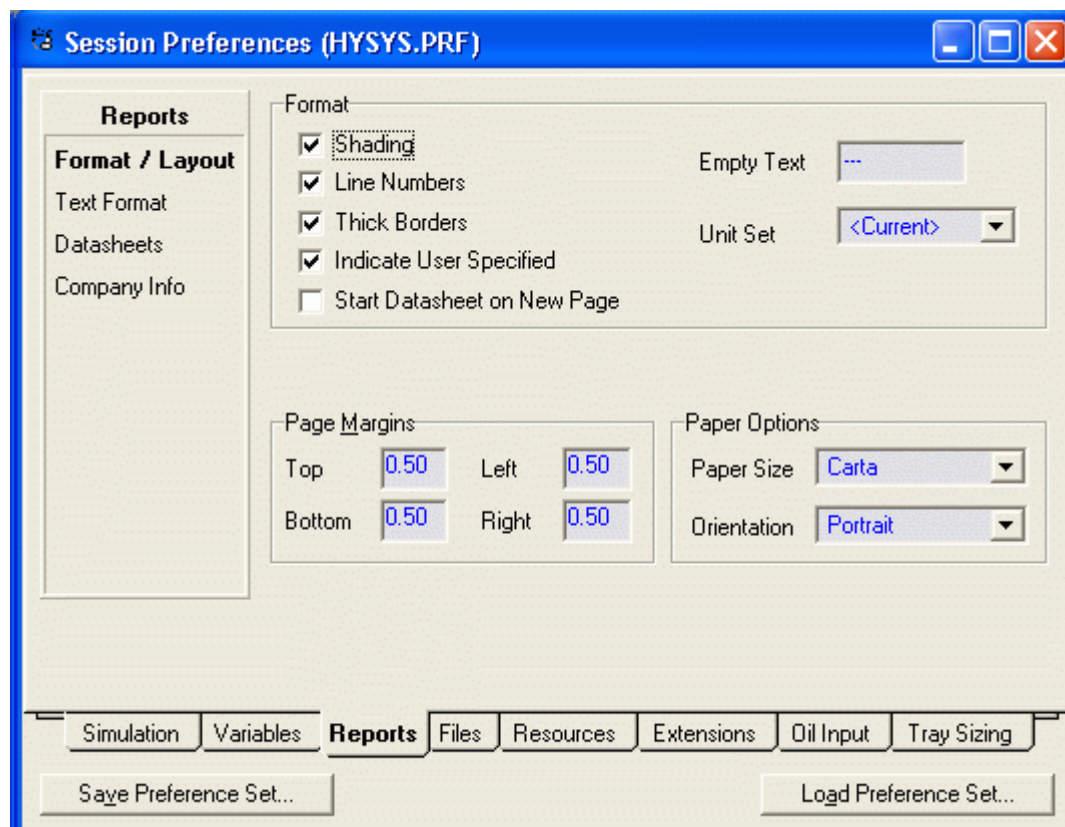 Session Preferences (HYSYS.PRF)
Reports
Format / Layout
Text Format
Datasheets
Company Info
Format
Shading
Line Numbers
Thick Borders
Indicate User Specified
Start Datasheet on New Page
Empty Text ---
Unit Set <Current>
Page Margins
Top 0.50 Left 0.50
Bottom 0.50 Right 0.50
Paper Options
Paper Size Carta
Orientation Portrait
Simulation Variables Reports Files Resources Extensions Oil Input Tray Sizing
Save Preference Set... Load Preference Set...